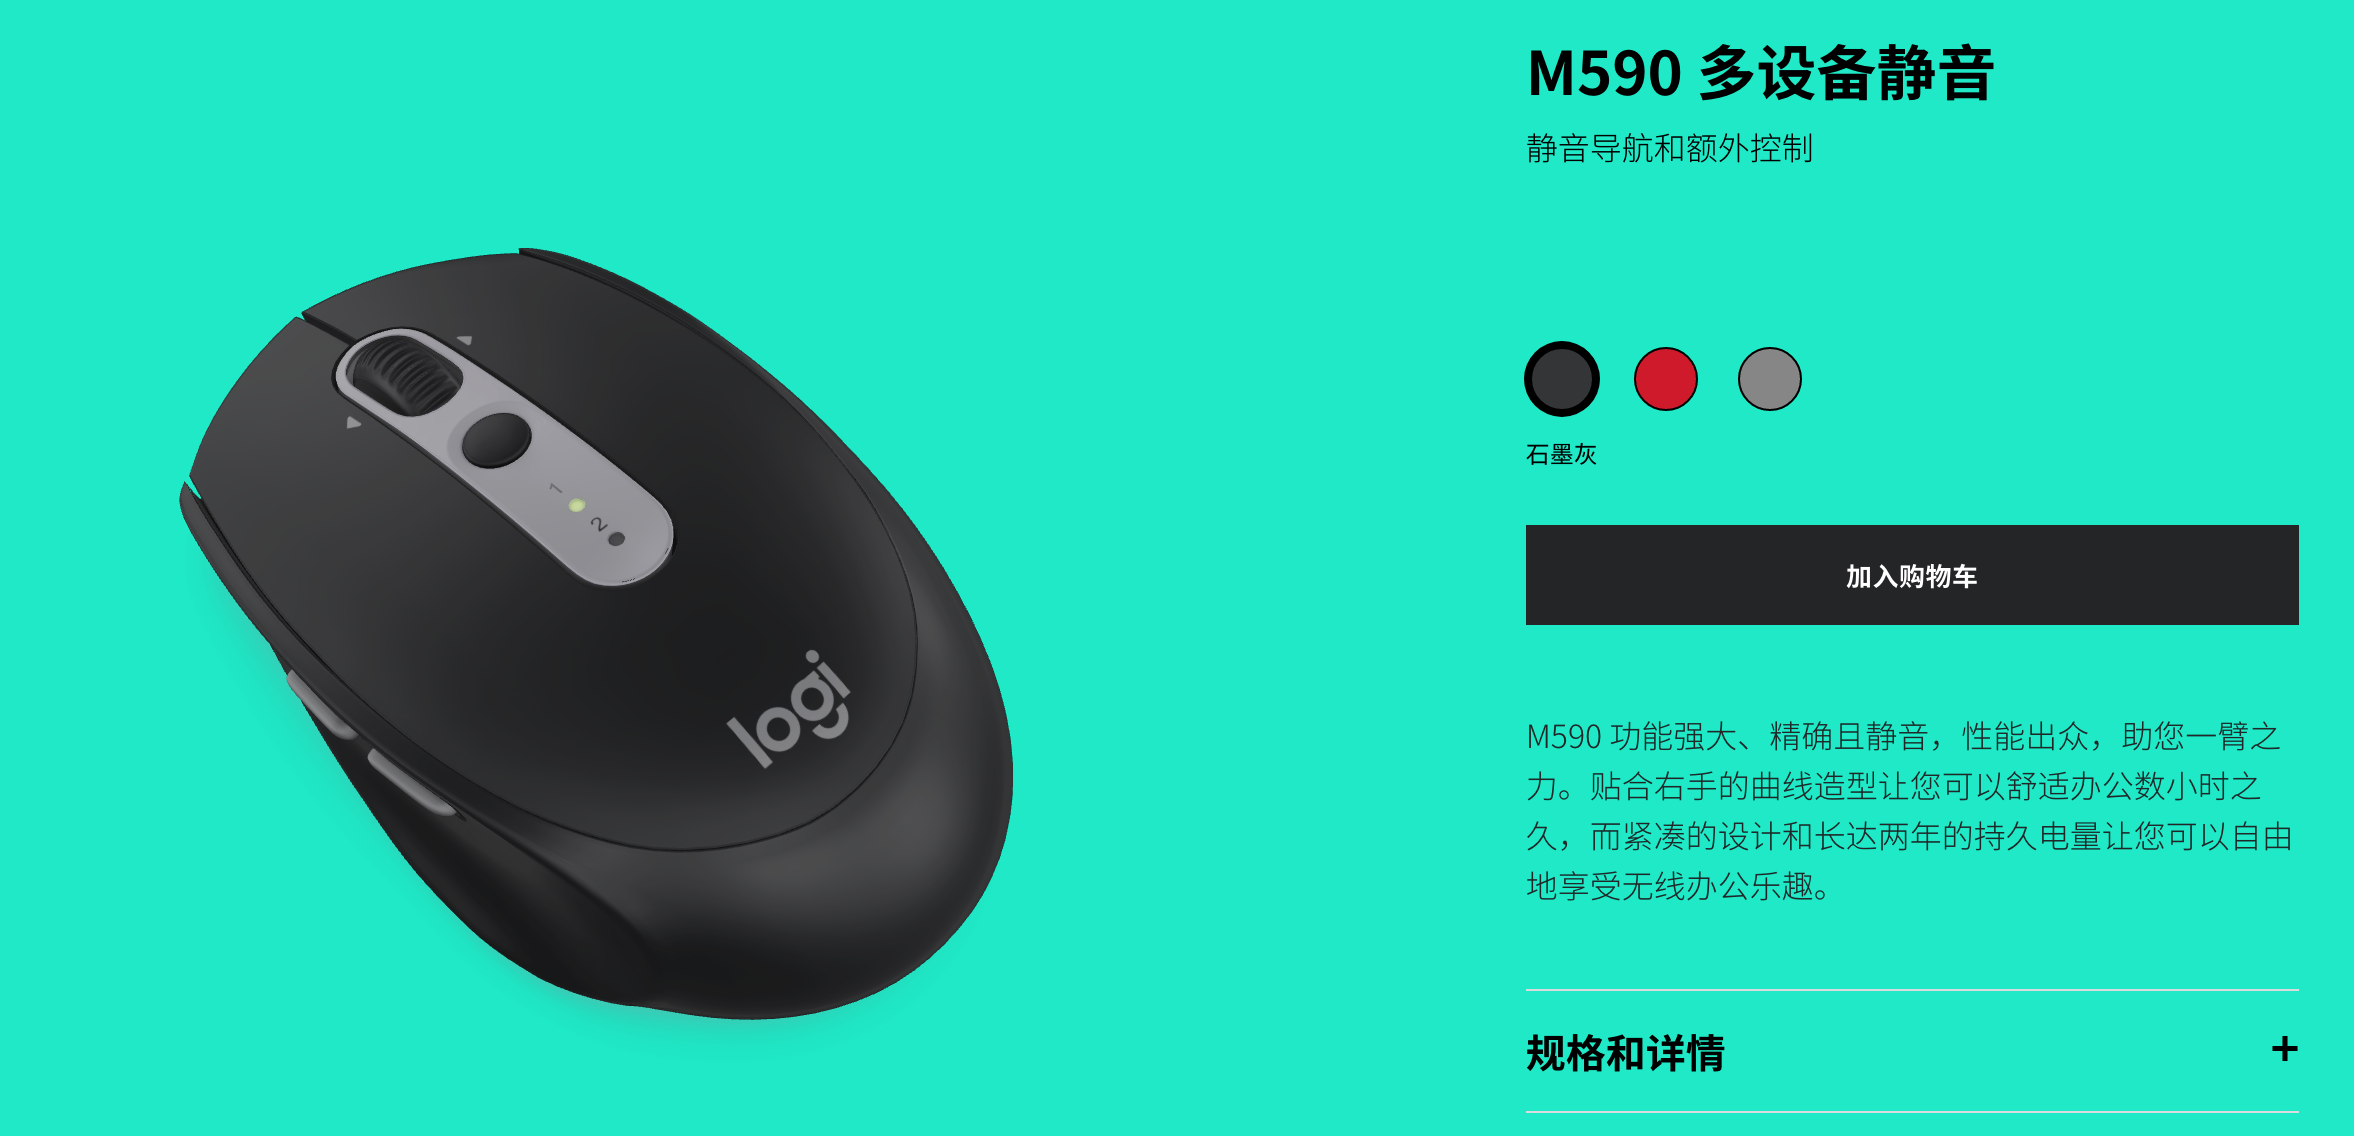 M590 多设备静音
静音导航和额外控制
石墨灰
加入购物车
1
2
logi
M590 功能强大、精确且静音，性能出众，助您一臂之
力。贴合右手的曲线造型让您可以舒适办公数小时之
久，而紧凑的设计和长达两年的持久电量让您可以自由
地享受无线办公乐趣。
规格和详情
+